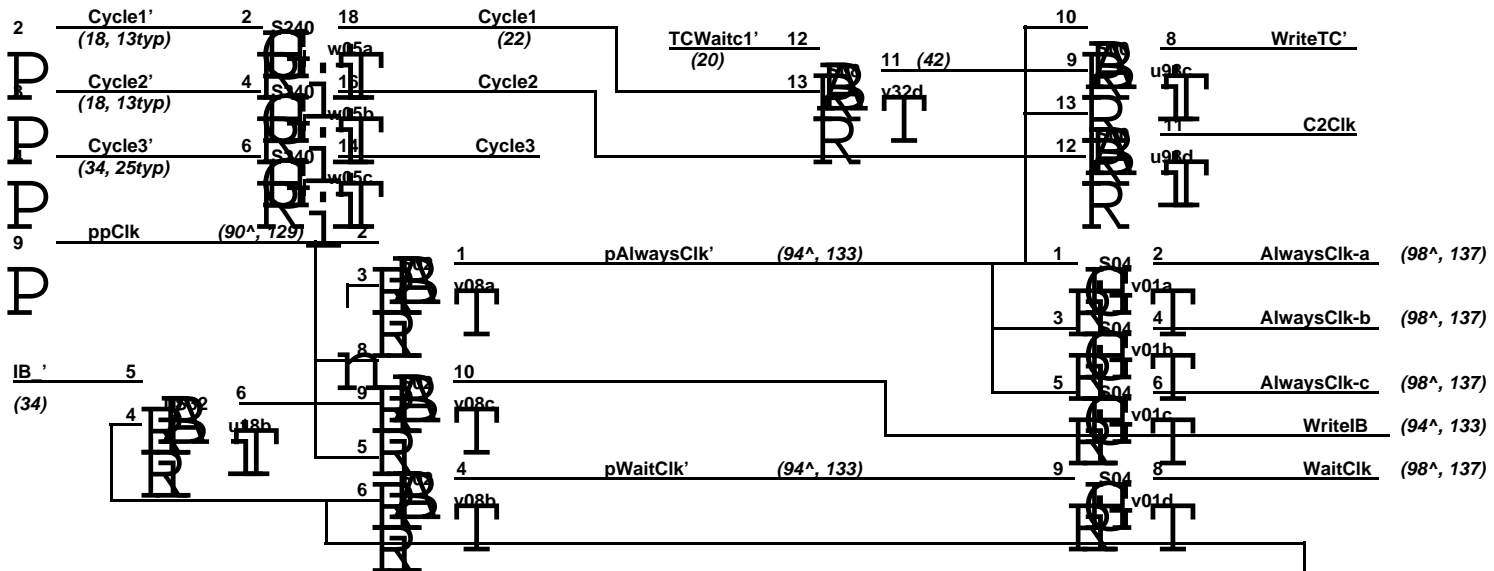 2 Cycle1' 2 S240 18 Cycle1 10
(18, 13typ) w05a (22) TCWaitc1' 12 8 WriteTC'
(20) 11 (42) 9 u98c
Cycle2' 4 S240 16 Cycle2 13 v32d
(18, 13typ) w05b 13 11 C2Clk
Cycle3' 6 S240 14 Cycle3 12 u98d
(34, 25typ) w05c
9 ppClk (90^, 129) 2
1 pAlwaysClk' (94^, 133) 1 S04 2 AlwaysClk-a (98^, 137)
3 v08a v01a
3 S04 4 AlwaysClk-b (98^, 137)
8 v01b
IB_' 5 10 5 S04 6 AlwaysClk-c (98^, 137)
(34) 6 9 v08c v01c
4 u18b WriteIB (94^, 133)
5 4 pWaitClk' (94^, 133) 9 S04 8 WaitClk (98^, 137)
6 v08b v01d